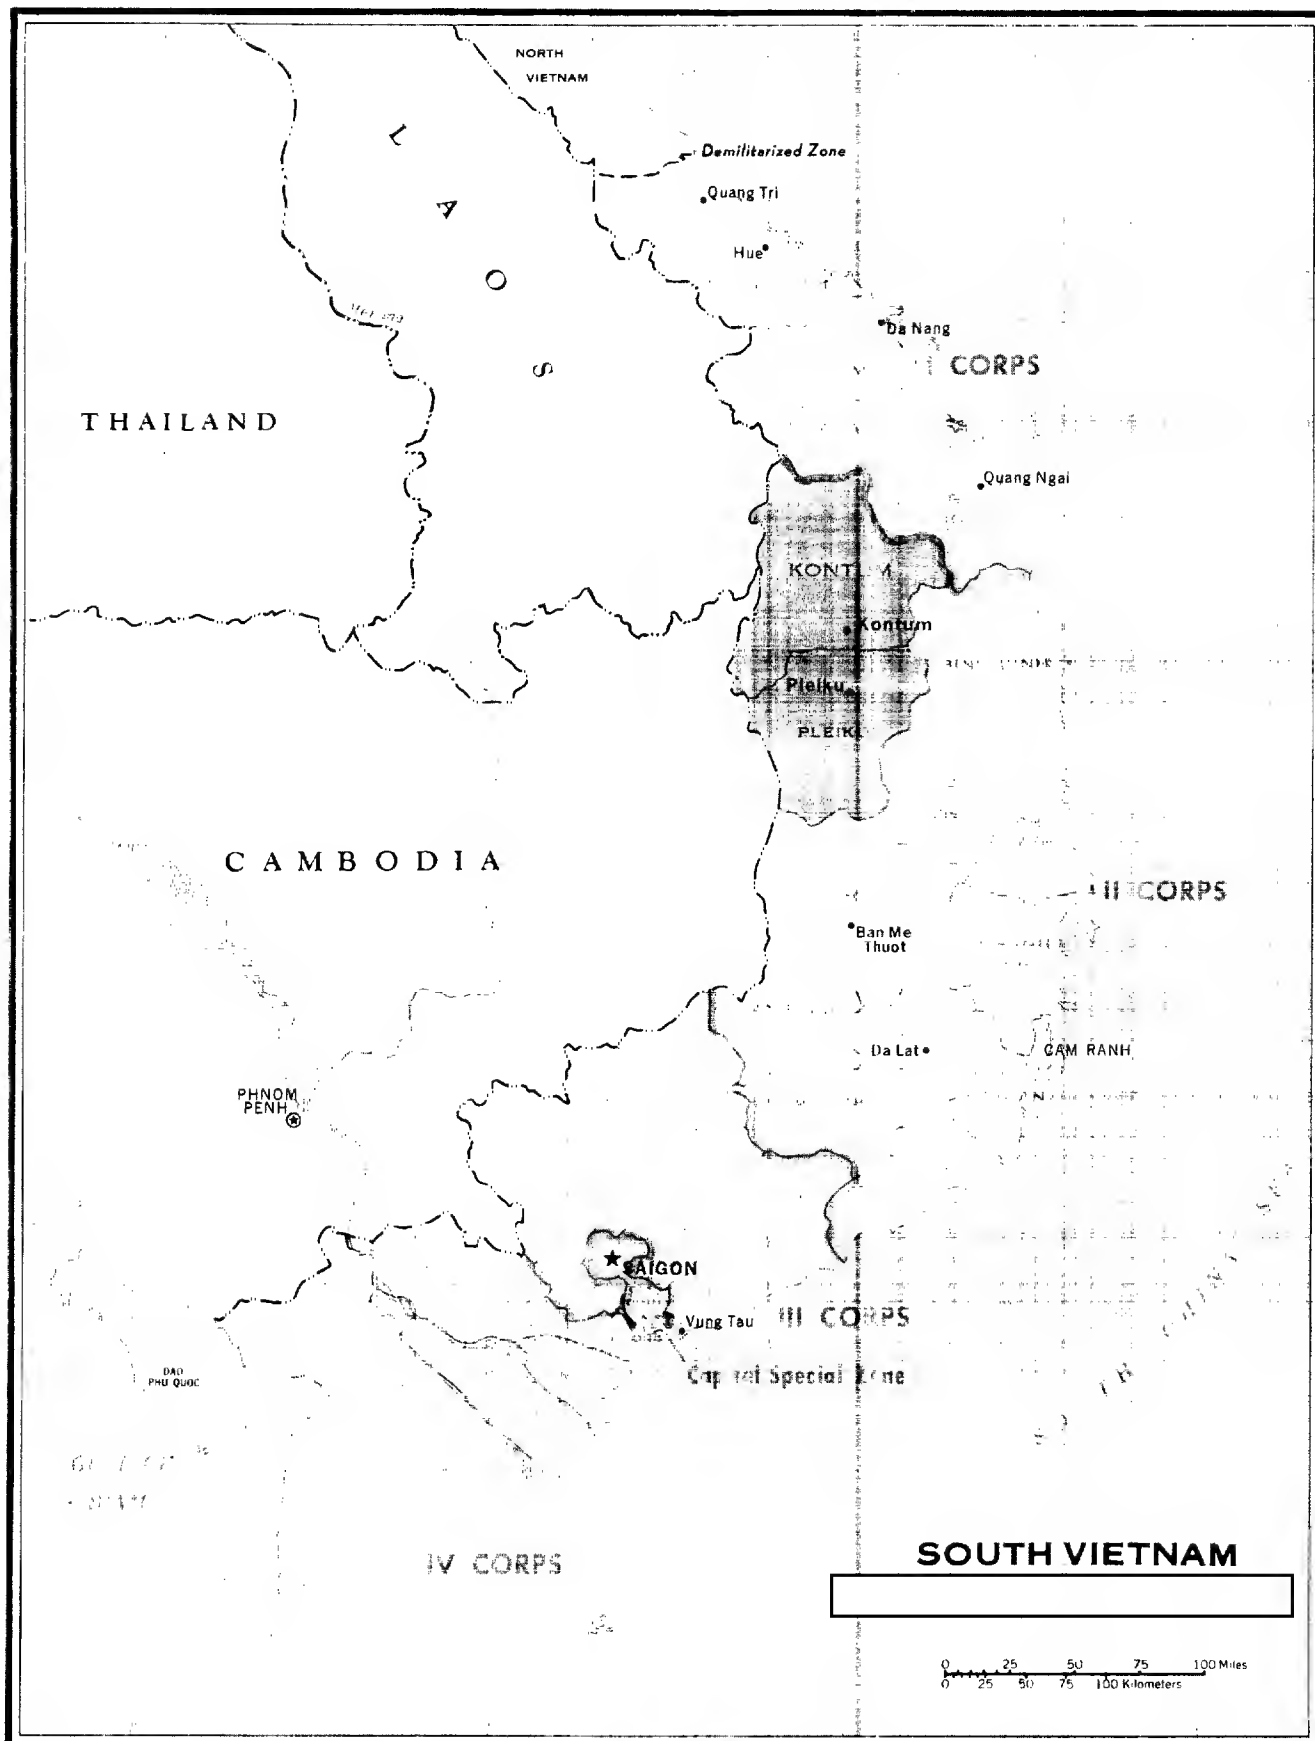 NORTH
VIETNAM
L A O S
Demilitarized Zone
Quang Tri
Hue
Da Nang
I CORPS
THAILAND
Quang Ngai
Kontum
Pleiku
CAMBODIA
II CORPS
Ban Me
Thuot
Da Lat
CAM RANH
PHNOM
PENH
SAIGON
Vung Tau
III CORPS
Special
DAO
PHU QUOC
IV CORPS
SOUTH VIETNAM
0 25 50 75 100 Miles
0 25 50 75 100 Kilometers